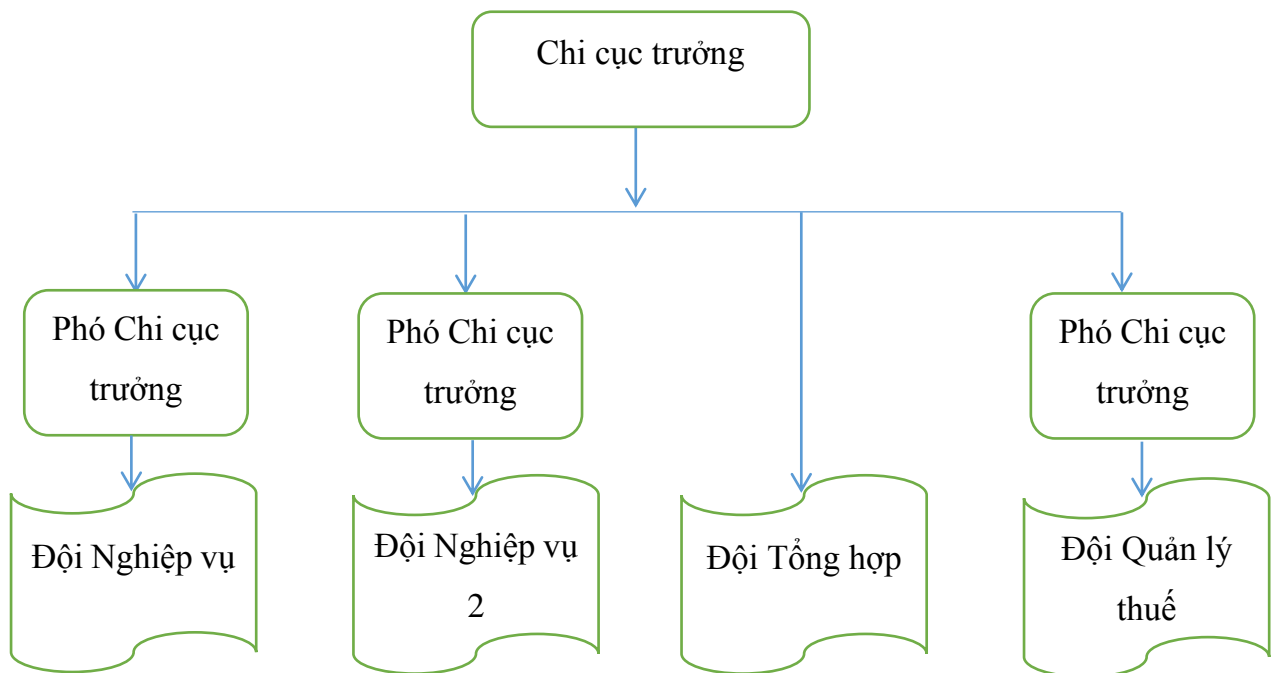 Chi cục trưởng
Phó Chi cục
trưởng
Phó Chi cục
trưởng
Phó Chi cục
trưởng
Đội Nghiệp vụ
Đội Nghiệp vụ
2
Đội Tổng hợp
Đội Quản lý
thuế